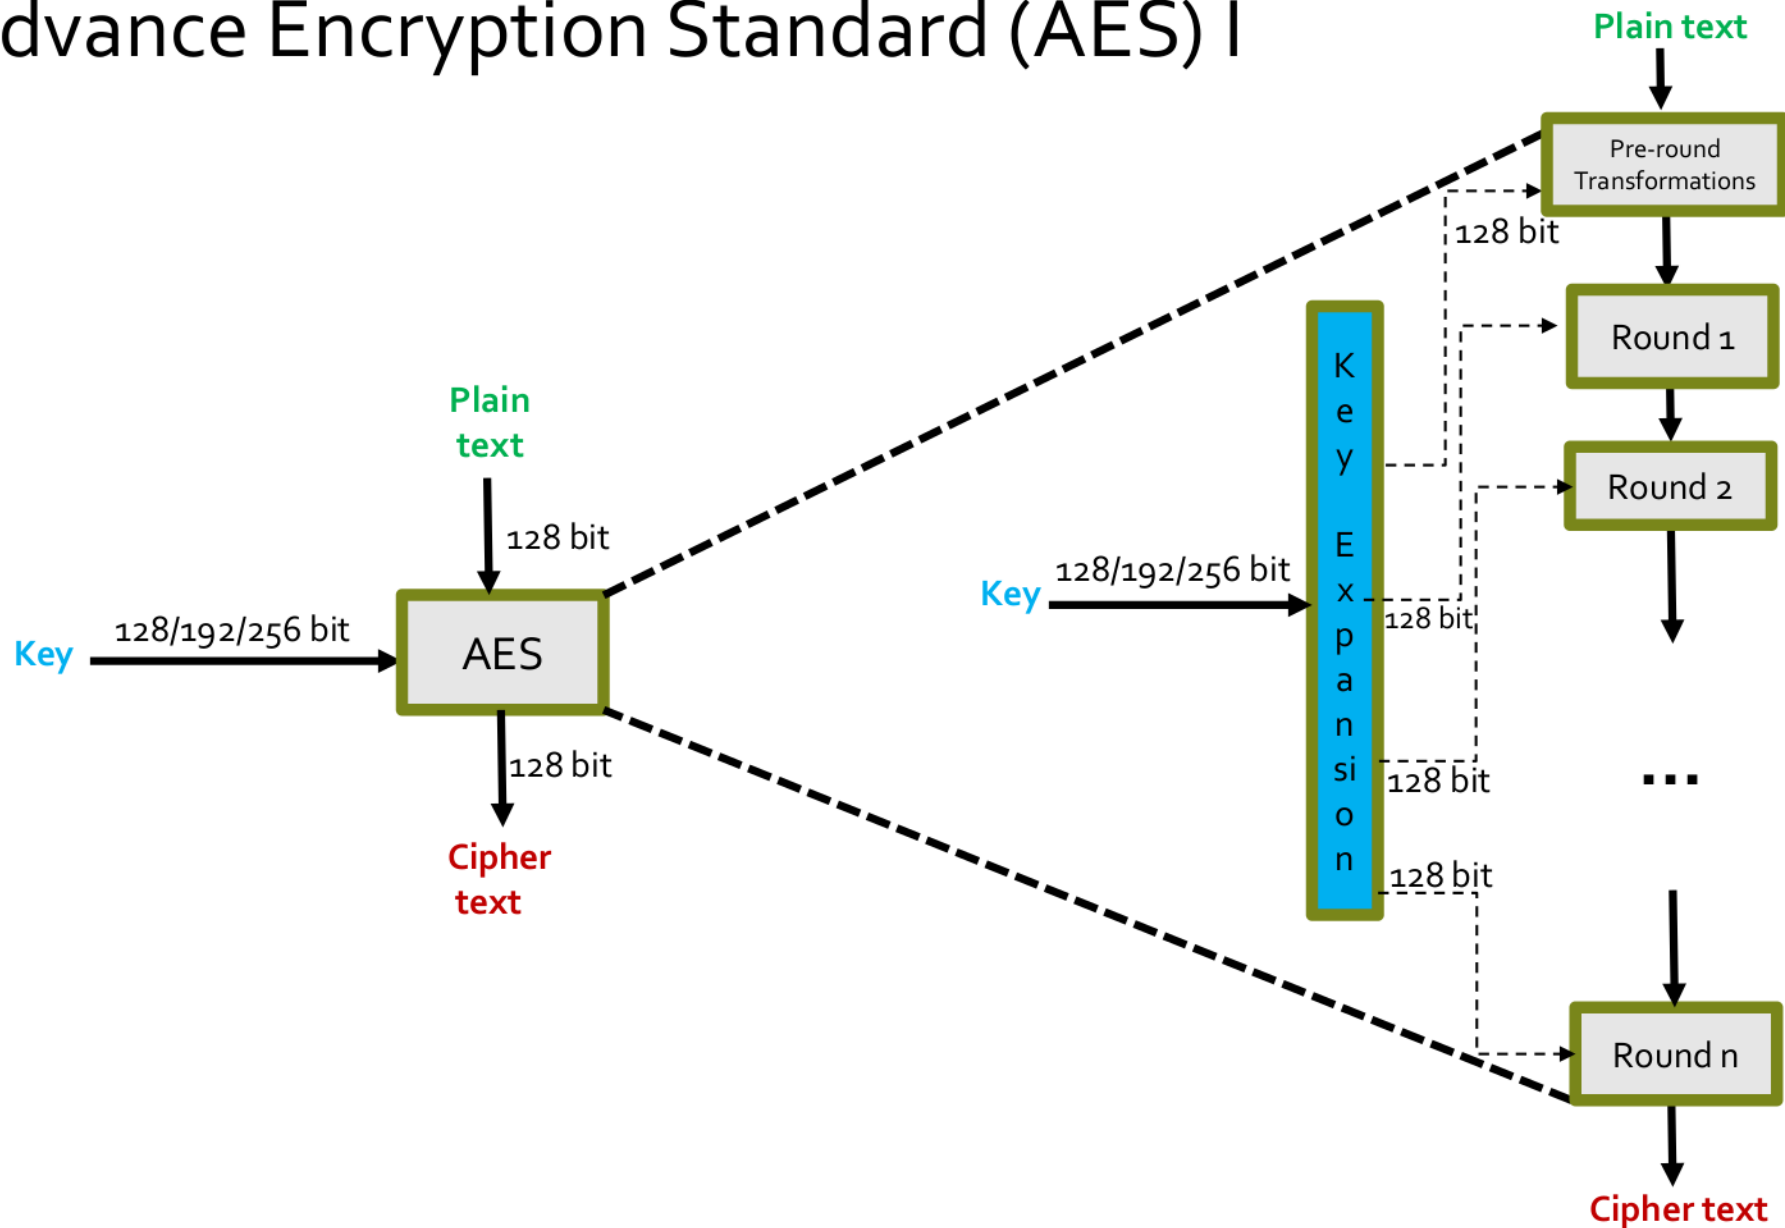 dvance Encryption Standard (AES) I
Plain text
Pre-round
Transformations
128 bit
Round 1
Round 2
Plain
text
128 bit
Key
128/192/256 bit
AES
128 bit
Cipher
text
Key
128/192/256 bit
K
e
y
E
x
p
a
n
si
o
n
128 bit
128 bit
128 bit
...
Round n
Cipher text